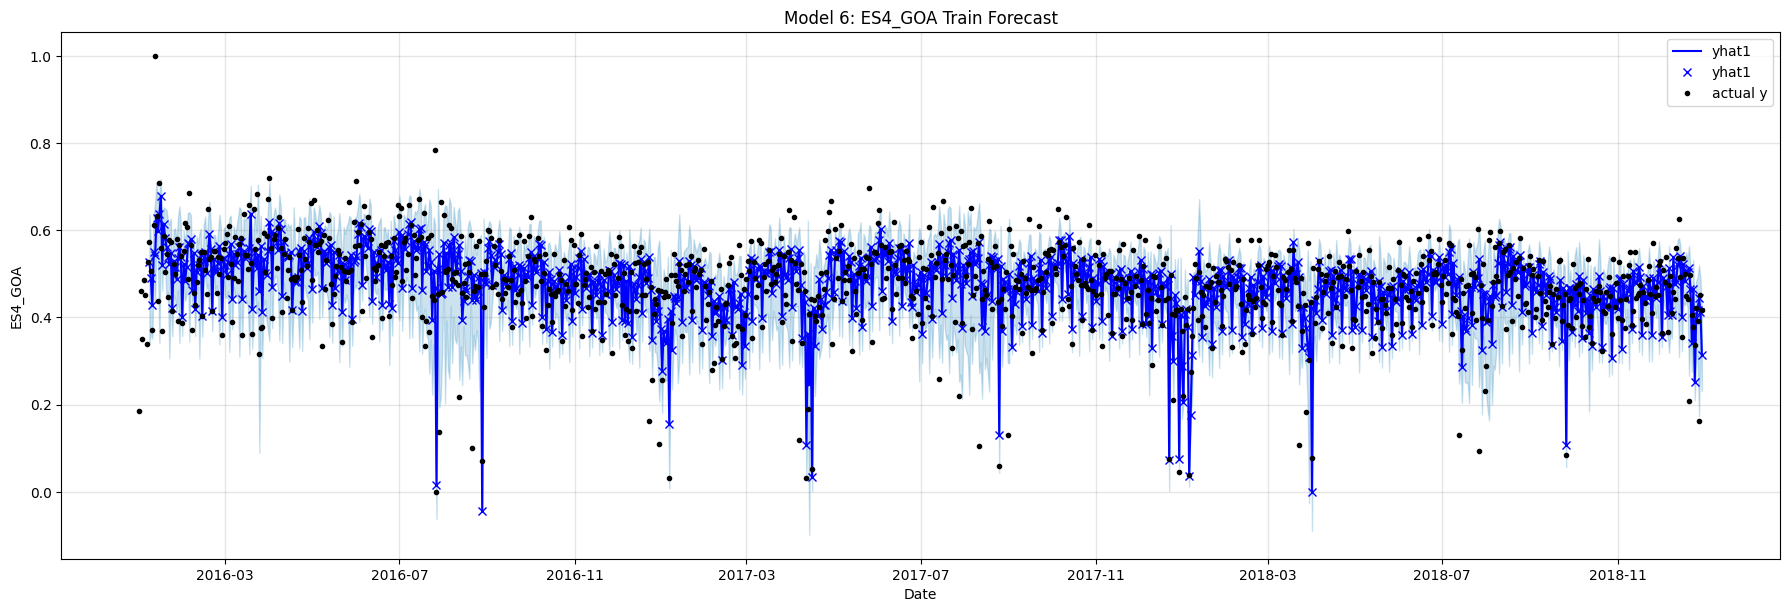 Model 6: ES4_GOA Train Forecast
yhat1
yhat1
actual y
ES4_GOA
1.0
0.8
0.6
0.4
0.2
0.0
2016-03
2016-07
2016-11
2017-03
2017-07
2017-11
2018-03
2018-07
2018-11
Date